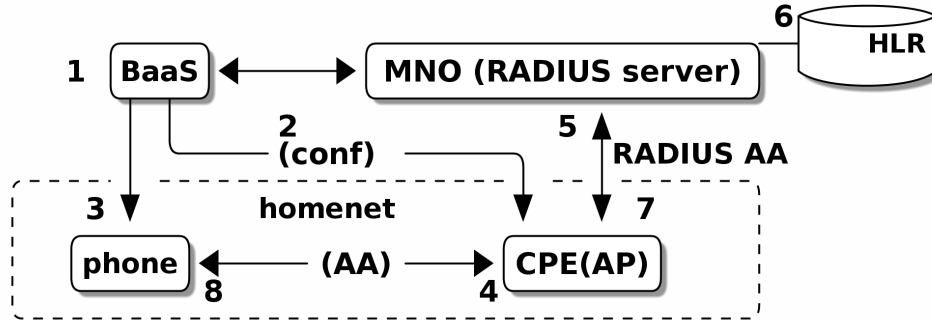 6
HLR
1
BaaS
MNO (RADIUS server)
2
(conf)
5
RADIUS AA
3
homenet
7
phone
(AA)
CPE(AP)
8
4